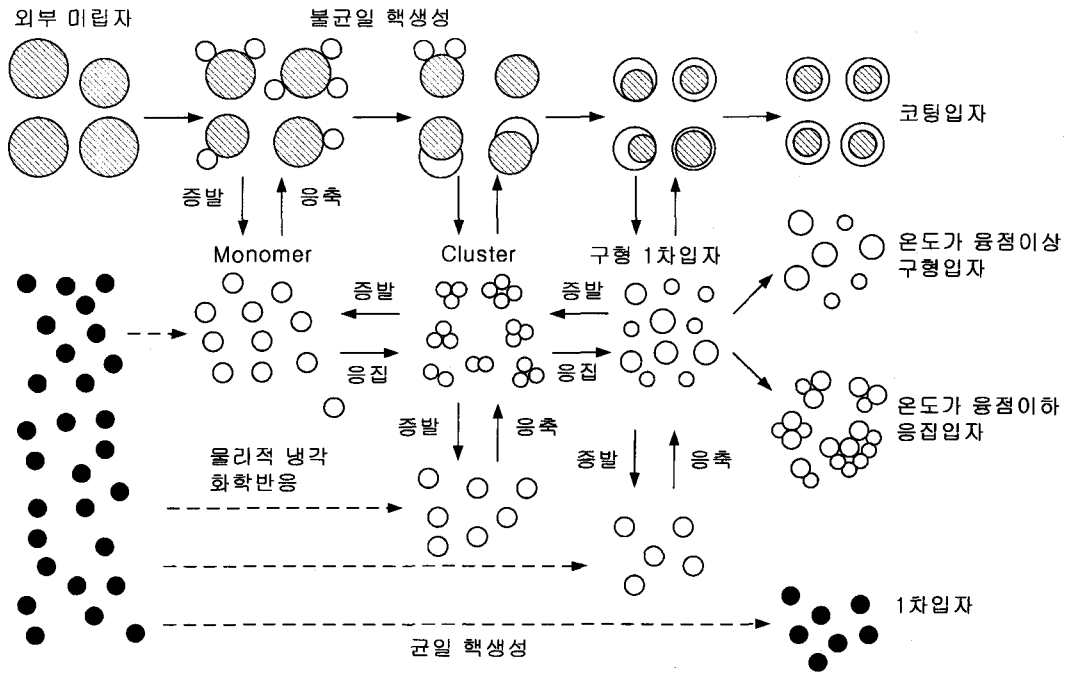 외부 미립자
불균일 핵생성
코팅입자
증발
응축
Monomer
Cluster
구형 1차입자
온도가 융점이상
구형입자
증발
증발
응집
응집
온도가 융점이하
응집입자
증발
응축
증발
응축
물리적 냉각
화학반응
1차입자
균일 핵생성